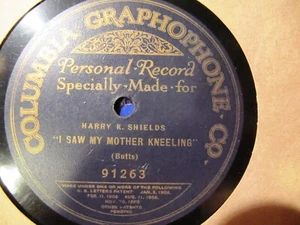 COLUMBIA GRAPHOPHONE CO
Personal Record
Specially Made for
HARRY K. SHIELDS
"I SAW MY MOTHER KNEELING"
(Butts)
91263